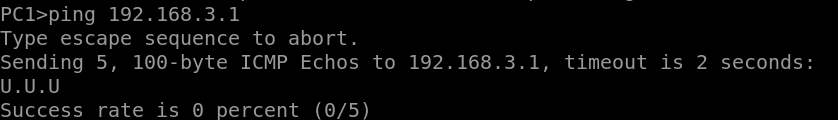 PC1>ping 192.168.3.1
Type escape sequence to abort.
Sending 5, 100-byte ICMP Echos to 192.168.3.1, timeout is 2 seconds:
U.U.U
Success rate is 0 percent (0/5)